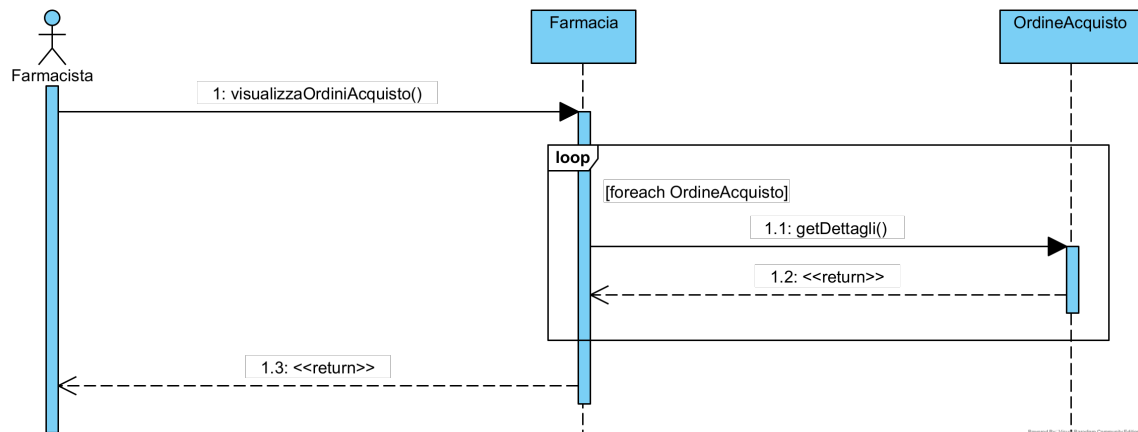 Farmacia
OrdineAcquisto
Farmacista
1: visualizzaOrdiniAcquisto()
loop
[foreach OrdineAcquisto]
1.1: getDettagli()
1.2: <<return>>
1.3: <<return>>